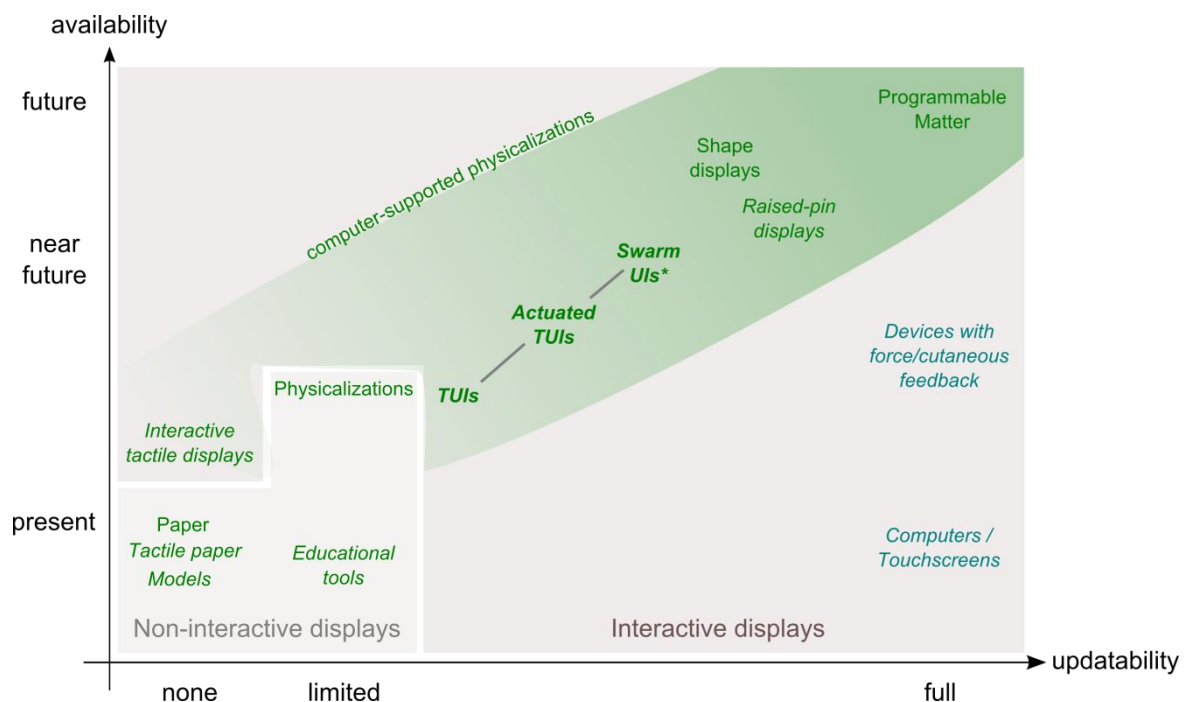 availability
future
near
future
present
computer-supported physicalizations
Programmable
Matter
Shape
displays
Raised-pin
displays
Swarm
UIs*
Actuated
TUIs
TUIs
Devices with
force/cutaneous
feedback
Physicalizations
Interactive
tactile displays
Paper
Tactile paper
Models
Educational
tools
Computers /
Touchscreens
Non-interactive displays
Interactive displays
updatability
none
limited
full